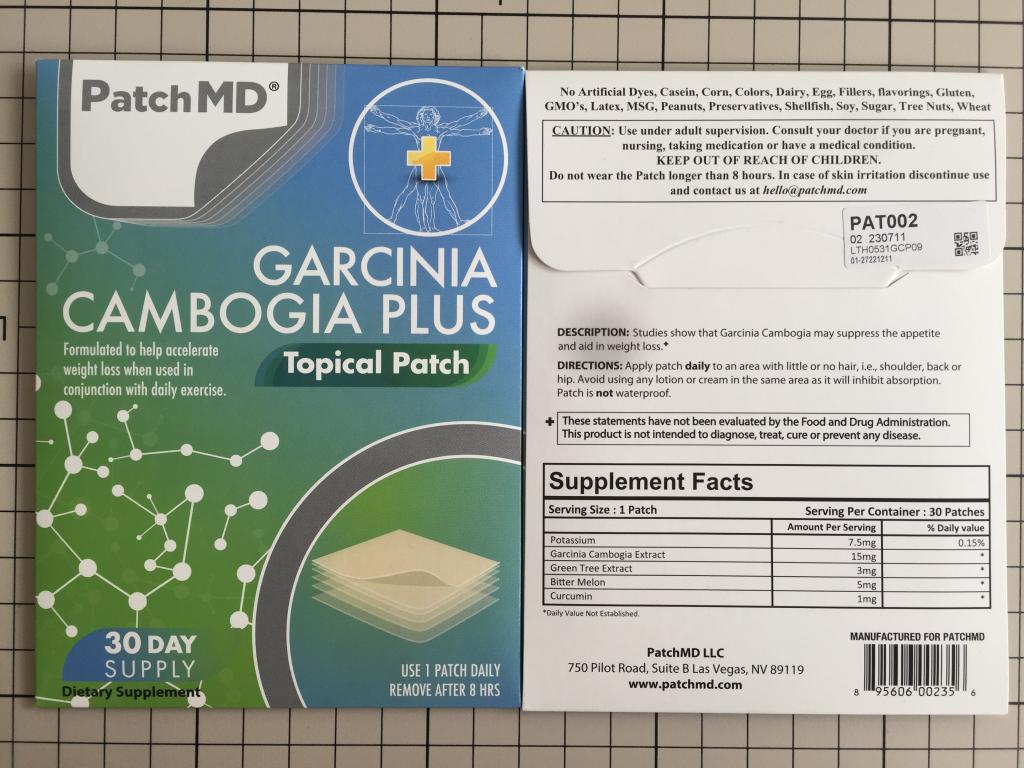 PatchMD®
GARCINIA
CAMBOGIA PLUS
Topical Patch
Formulated to help accelerate
weight loss when used in
conjunction with daily exercise.
30 DAY
SUPPLY
Dietary Supplement
USE 1 PATCH DAILY
REMOVE AFTER 8 HRS
No Artificial Dyes, Casein, Corn, Colors, Dairy, Egg, Fillers, flavorings, Gluten,
GMO's, Latex, MSG, Peanuts, Preservatives, Shellfish, Soy, Sugar, Tree Nuts, Wheat
CAUTION: Use under adult supervision. Consult your doctor if you are pregnant,
nursing, taking medication or have a medical condition.
KEEP OUT OF REACH OF CHILDREN.
Do not wear the Patch longer than 8 hours. In case of skin irritation discontinue use
and contact us at hello@patchmd.com
PAT002
02 230711
LTH0531GCP09
01-27221211
DESCRIPTION: Studies show that Garcinia Cambogia may suppress the appetite
and aid in weight loss.✦
DIRECTIONS: Apply patch daily to an area with little or no hair, i.e., shoulder, back or
hip. Avoid using any lotion or cream in the same area as it will inhibit absorption.
Patch is not waterproof.
✚ These statements have not been evaluated by the Food and Drug Administration.
This product is not intended to diagnose, treat, cure or prevent any disease.
Supplement Facts
Serving Size : 1 Patch Serving Per Container : 30 Patches
Amount Per Serving % Daily value
Potassium 7.5mg 0.15%
Garcinia Cambogia Extract 15mg *
Green Tree Extract 3mg *
Bitter Melon 5mg *
Curcumin 1mg *
*Daily Value Not Established.
MANUFACTURED FOR PATCHMD
PatchMD LLC
750 Pilot Road, Suite B Las Vegas, NV 89119
www.patchmd.com
8 95606 00235 6